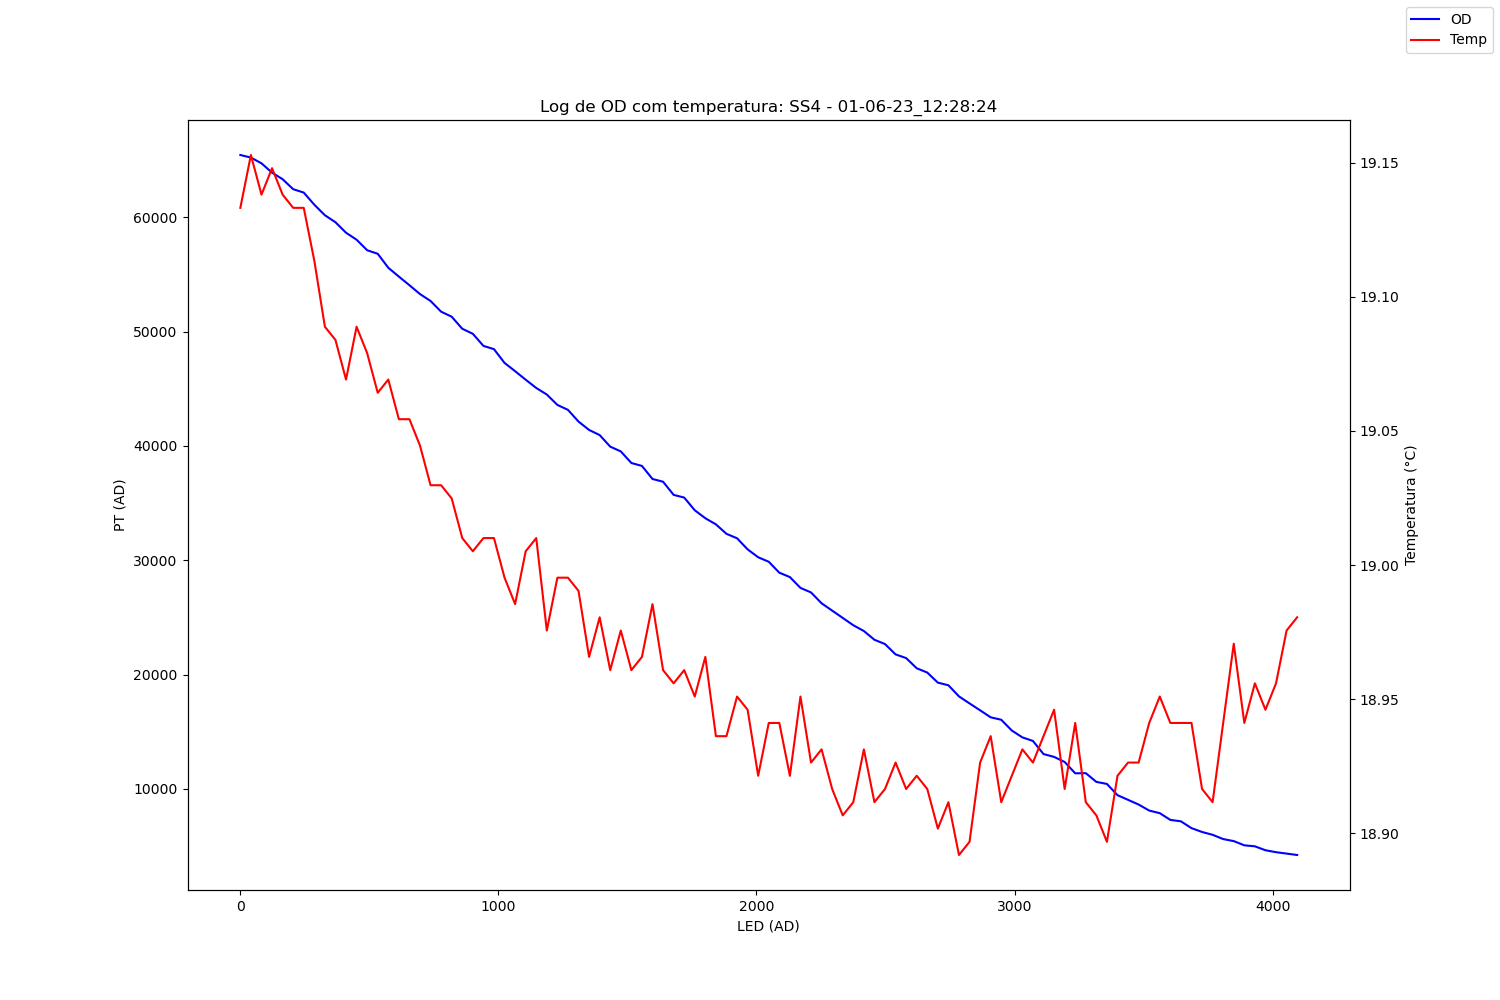 OD
Temp
Log de OD com temperatura: SS4 - 01-06-23_12:28:24
60000
50000
40000
30000
20000
10000
PT (AD)
19.15
19.10
19.05
19.00
18.95
18.90
Temperatura (°C)
0 1000 2000 3000 4000
LED (AD)